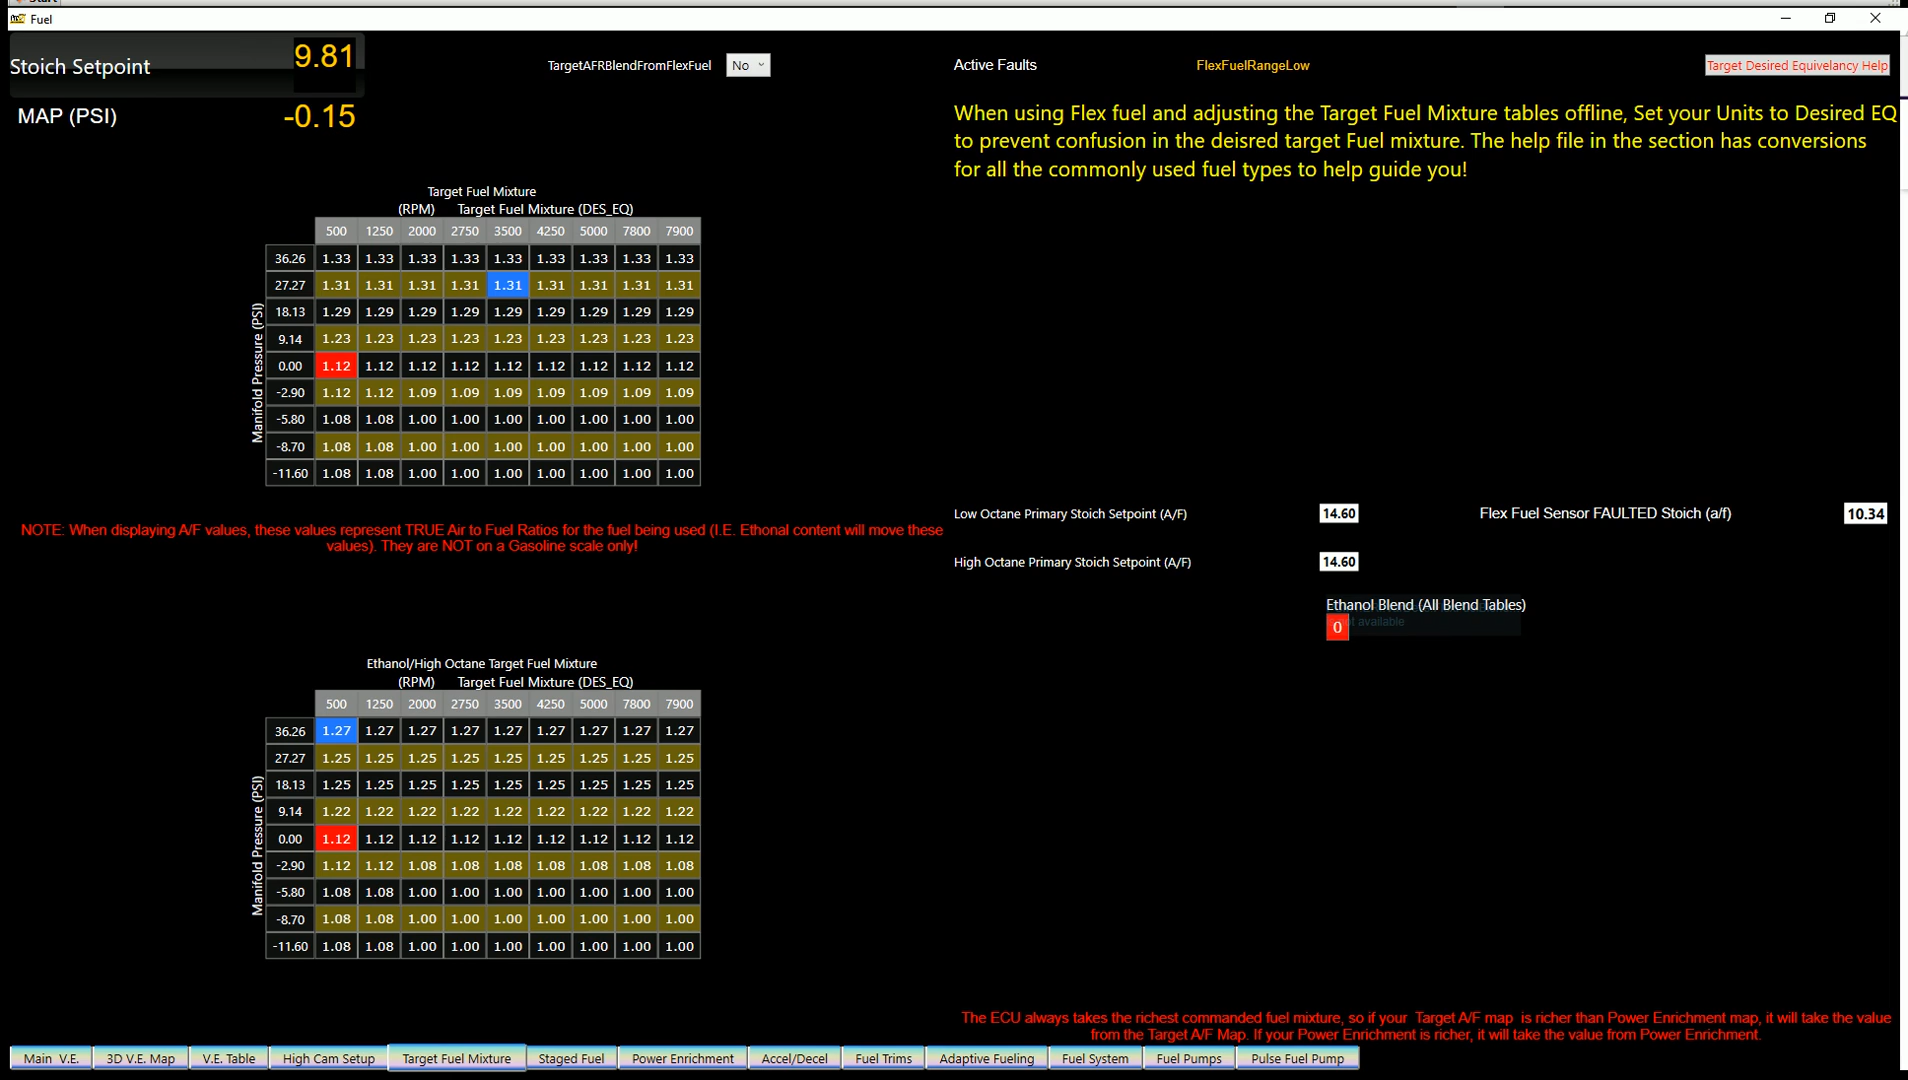 Fuel
Stoich Setpoint 9.81
TargetAFRBlendFromFlexFuel No
Active Faults FlexFuelRangeLow
Target Desired Equivelancy Help
MAP (PSI) -0.15
When using Flex fuel and adjusting the Target Fuel Mixture tables offline, Set your Units to Desired EQ
to prevent confusion in the deisred target Fuel mixture. The help file in the section has conversions
for all the commonly used fuel types to help guide you!
Target Fuel Mixture
(RPM) Target Fuel Mixture (DES_EQ)
500 1250 2000 2750 3500 4250 5000 7800 7900
Manifold Pressure (PSI)
36.26 1.33 1.33 1.33 1.33 1.33 1.33 1.33 1.33 1.33
27.27 1.31 1.31 1.31 1.31 1.31 1.31 1.31 1.31 1.31
18.13 1.29 1.29 1.29 1.29 1.29 1.29 1.29 1.29 1.29
9.14 1.23 1.23 1.23 1.23 1.23 1.23 1.23 1.23 1.23
0.00 1.12 1.12 1.12 1.12 1.12 1.12 1.12 1.12 1.12
-2.90 1.12 1.12 1.09 1.09 1.09 1.09 1.09 1.09 1.09
-5.80 1.08 1.08 1.00 1.00 1.00 1.00 1.00 1.00 1.00
-8.70 1.08 1.08 1.00 1.00 1.00 1.00 1.00 1.00 1.00
-11.60 1.08 1.08 1.00 1.00 1.00 1.00 1.00 1.00 1.00
NOTE: When displaying A/F values, these values represent TRUE Air to Fuel Ratios for the fuel being used (I.E. Ethonal content will move these
values). They are NOT on a Gasoline scale only!
Low Octane Primary Stoich Setpoint (A/F) 14.60
Flex Fuel Sensor FAULTED Stoich (a/f) 10.34
High Octane Primary Stoich Setpoint (A/F) 14.60
Ethanol Blend (All Blend Tables)
0 available
Ethanol/High Octane Target Fuel Mixture
(RPM) Target Fuel Mixture (DES_EQ)
500 1250 2000 2750 3500 4250 5000 7800 7900
Manifold Pressure (PSI)
36.26 1.27 1.27 1.27 1.27 1.27 1.27 1.27 1.27 1.27
27.27 1.25 1.25 1.25 1.25 1.25 1.25 1.25 1.25 1.25
18.13 1.25 1.25 1.25 1.25 1.25 1.25 1.25 1.25 1.25
9.14 1.22 1.22 1.22 1.22 1.22 1.22 1.22 1.22 1.22
0.00 1.12 1.12 1.12 1.12 1.12 1.12 1.12 1.12 1.12
-2.90 1.12 1.12 1.08 1.08 1.08 1.08 1.08 1.08 1.08
-5.80 1.08 1.08 1.00 1.00 1.00 1.00 1.00 1.00 1.00
-8.70 1.08 1.08 1.00 1.00 1.00 1.00 1.00 1.00 1.00
-11.60 1.08 1.08 1.00 1.00 1.00 1.00 1.00 1.00 1.00
The ECU always takes the richest commanded fuel mixture, so if your Target A/F map is richer than Power Enrichment map, it will take the value
from the Target A/F Map. If your Power Enrichment is richer, it will take the value from Power Enrichment.
Main V.E. 3D V.E. Map V.E. Table High Cam Setup Target Fuel Mixture Staged Fuel Power Enrichment Accel/Decel Fuel Trims Adaptive Fueling Fuel System Fuel Pumps Pulse Fuel Pump